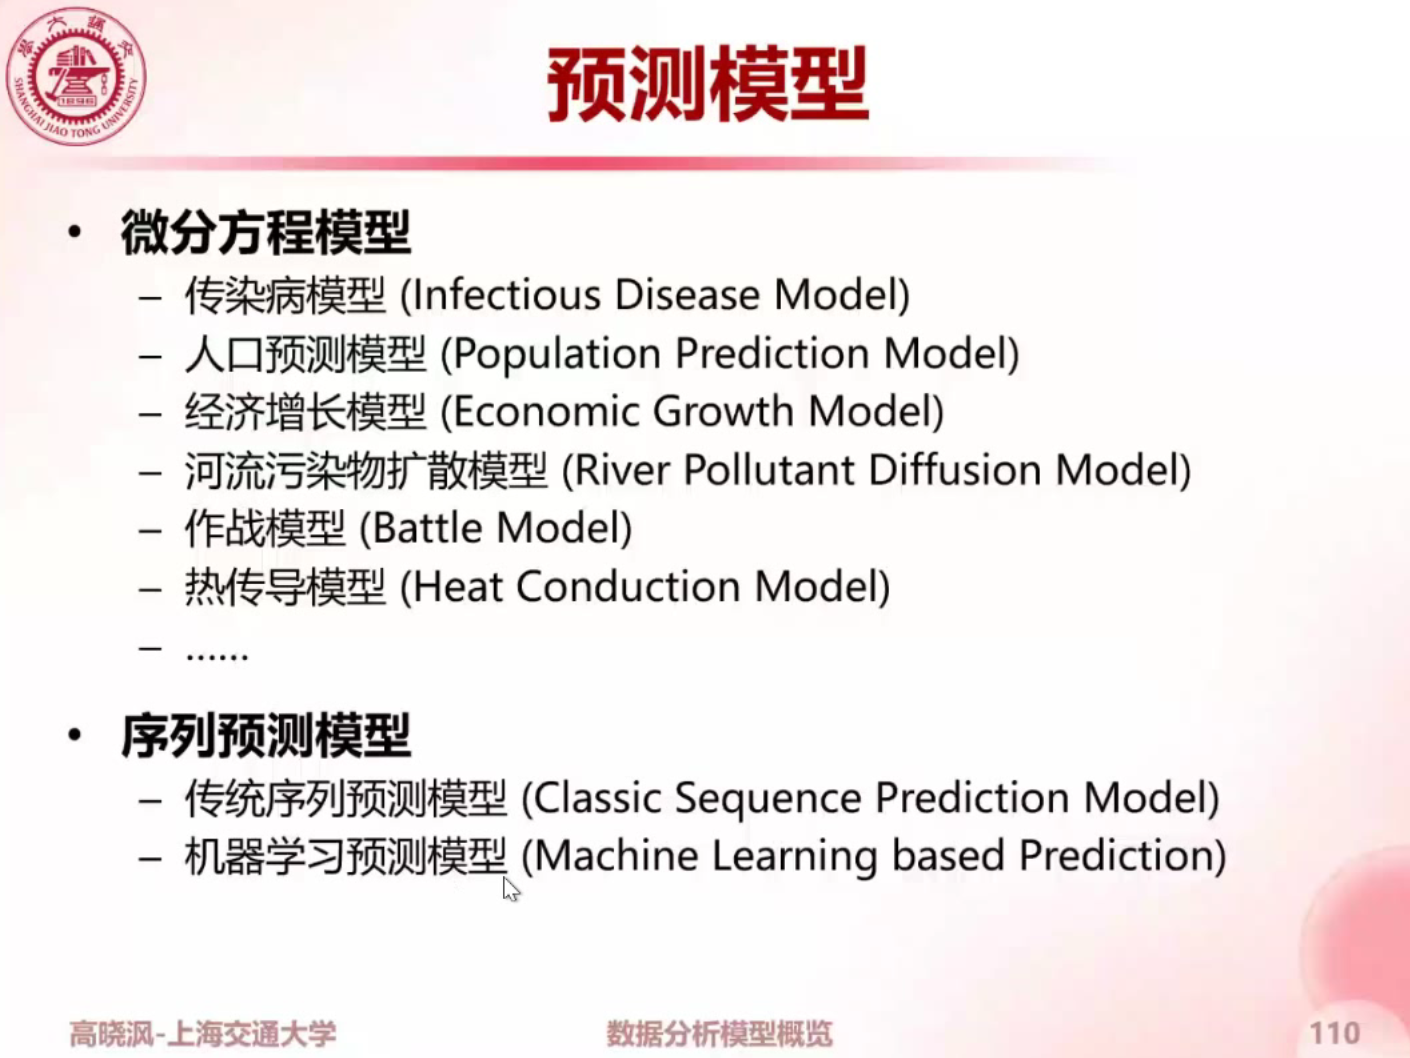 SHANGHAI JIAO TONG UNIVERSITY
1896
预测模型
• 微分方程模型
– 传染病模型 (Infectious Disease Model)
– 人口预测模型 (Population Prediction Model)
– 经济增长模型 (Economic Growth Model)
– 河流污染物扩散模型 (River Pollutant Diffusion Model)
– 作战模型 (Battle Model)
– 热传导模型 (Heat Conduction Model)
– ......
• 序列预测模型
– 传统序列预测模型 (Classic Sequence Prediction Model)
– 机器学习预测模型 (Machine Learning based Prediction)
高晓沨-上海交通大学
数据分析模型概览
110